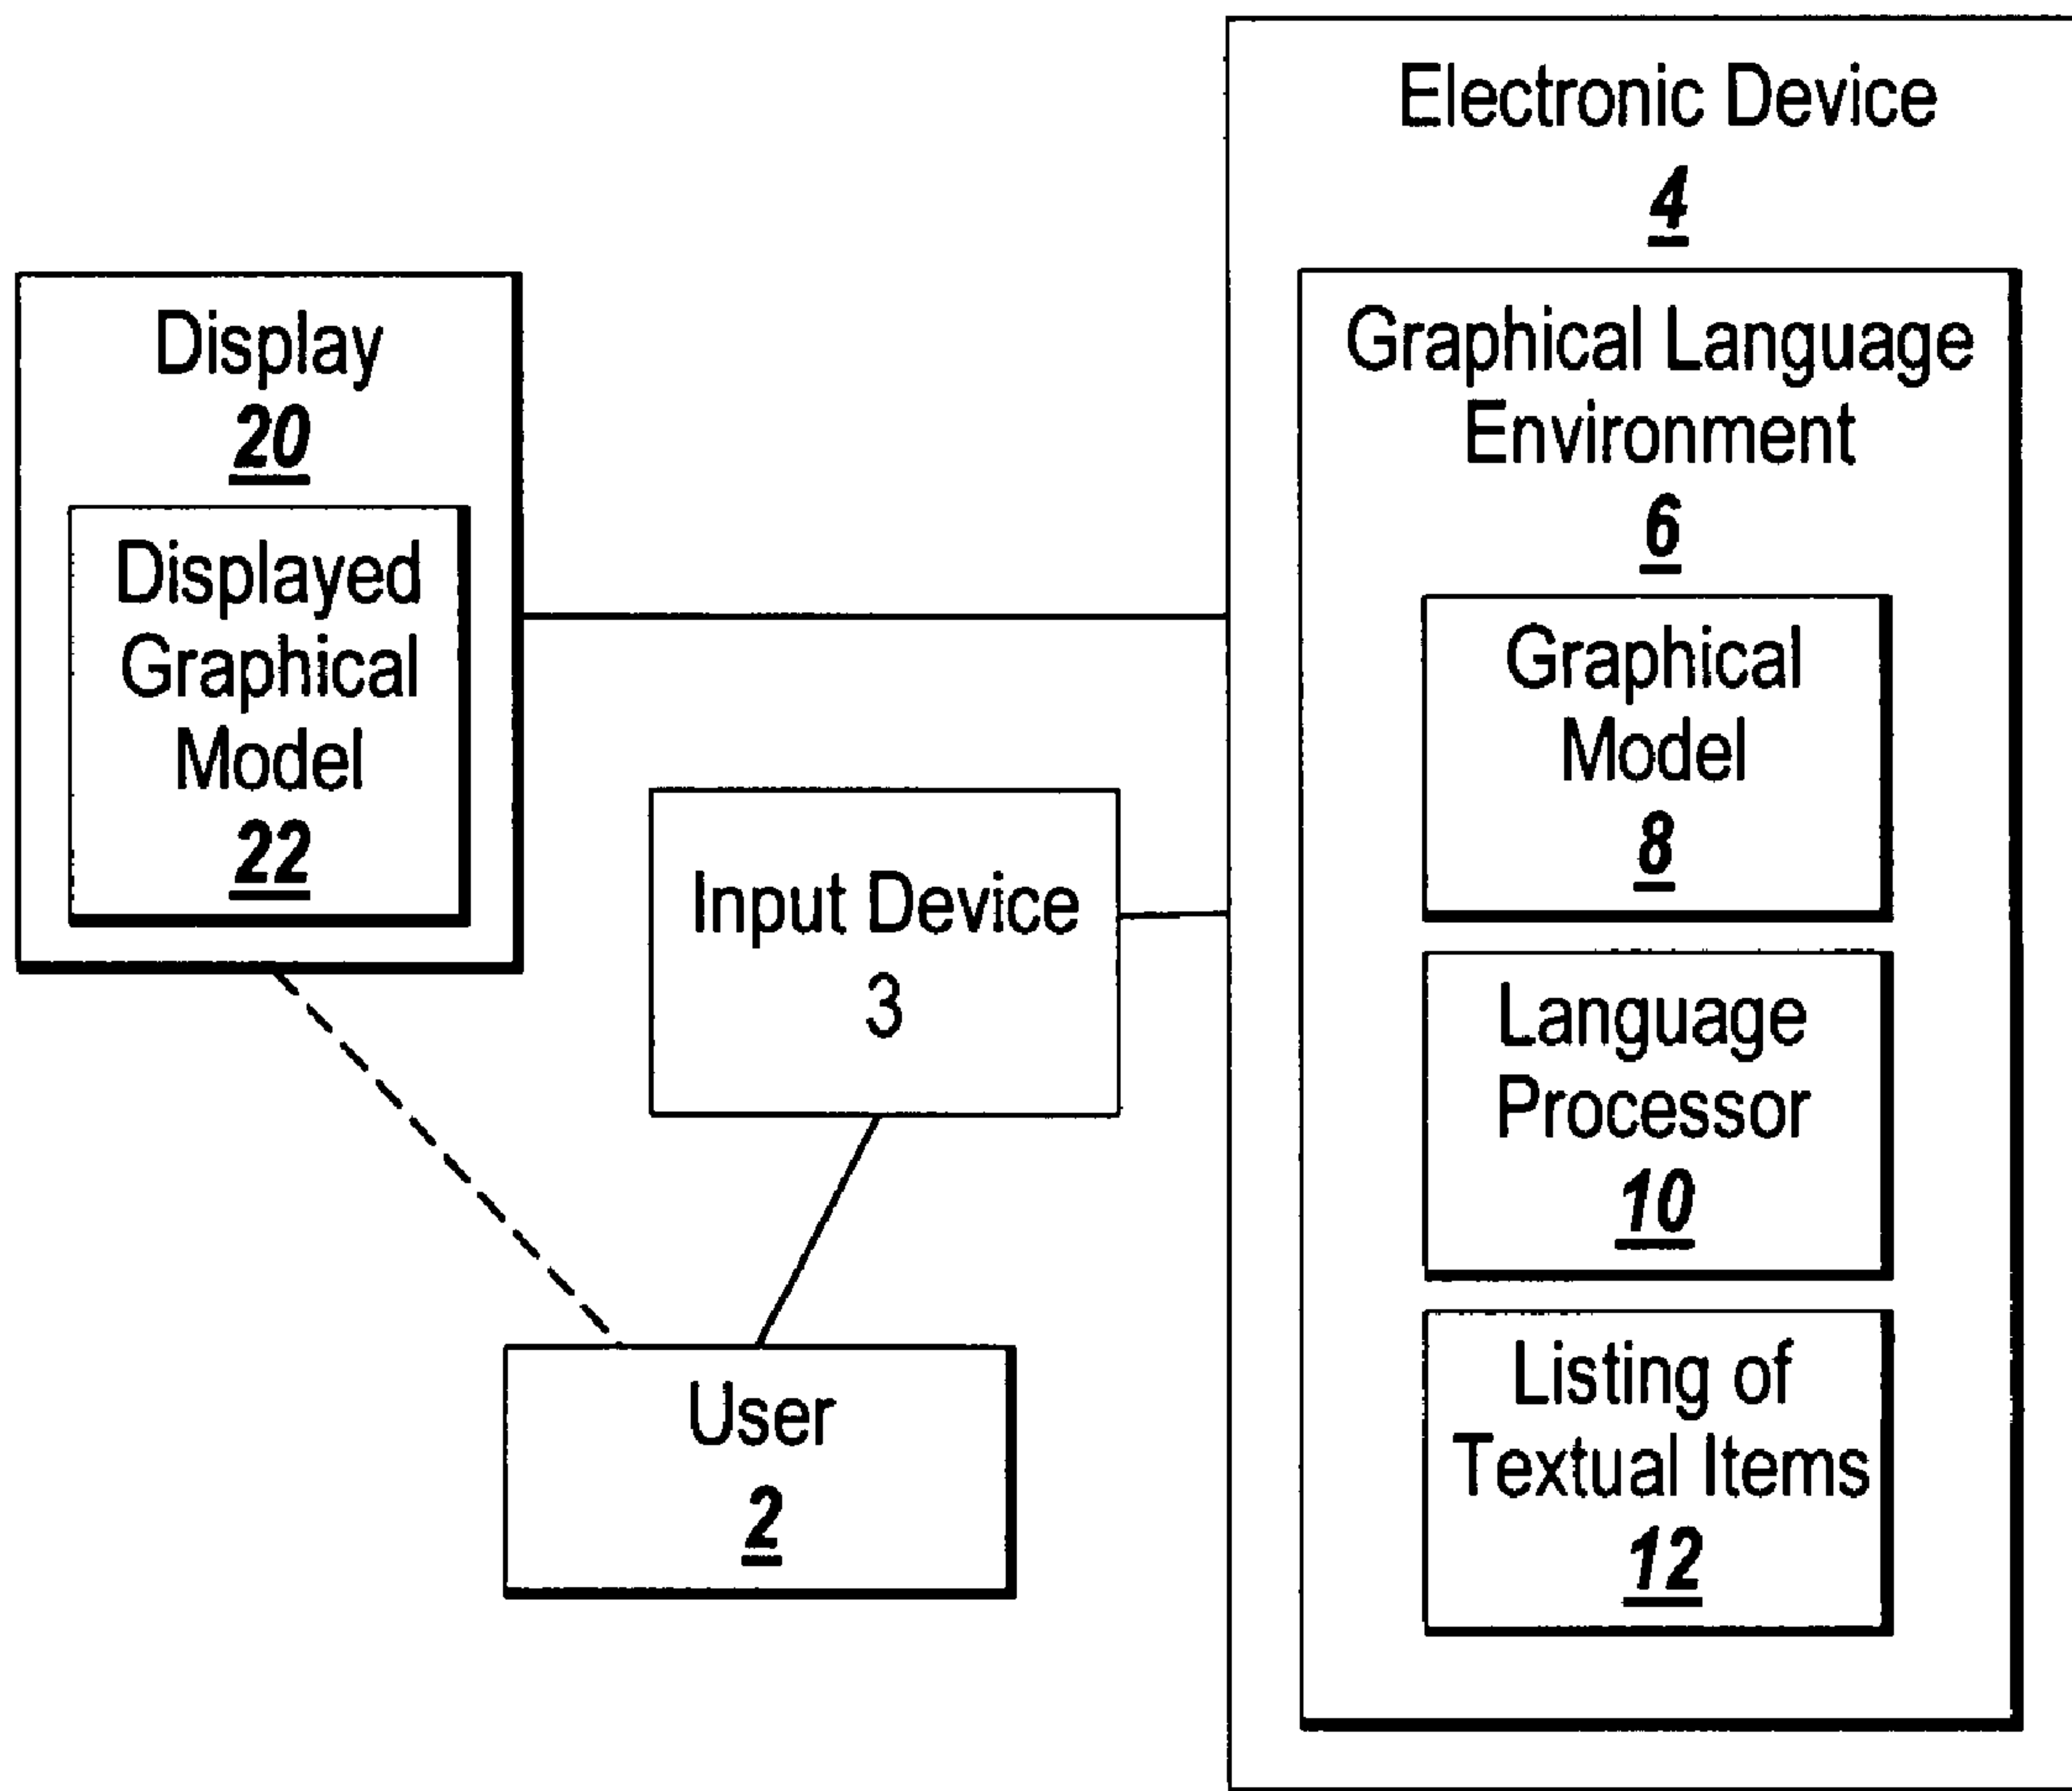 Electronic Device
4
Graphical Language
Environment
6
Graphical
Model
8
Language
Processor
10
Listing of
Textual Items
12
Display
20
Displayed
Graphical
Model
22
Input Device
3
User
2